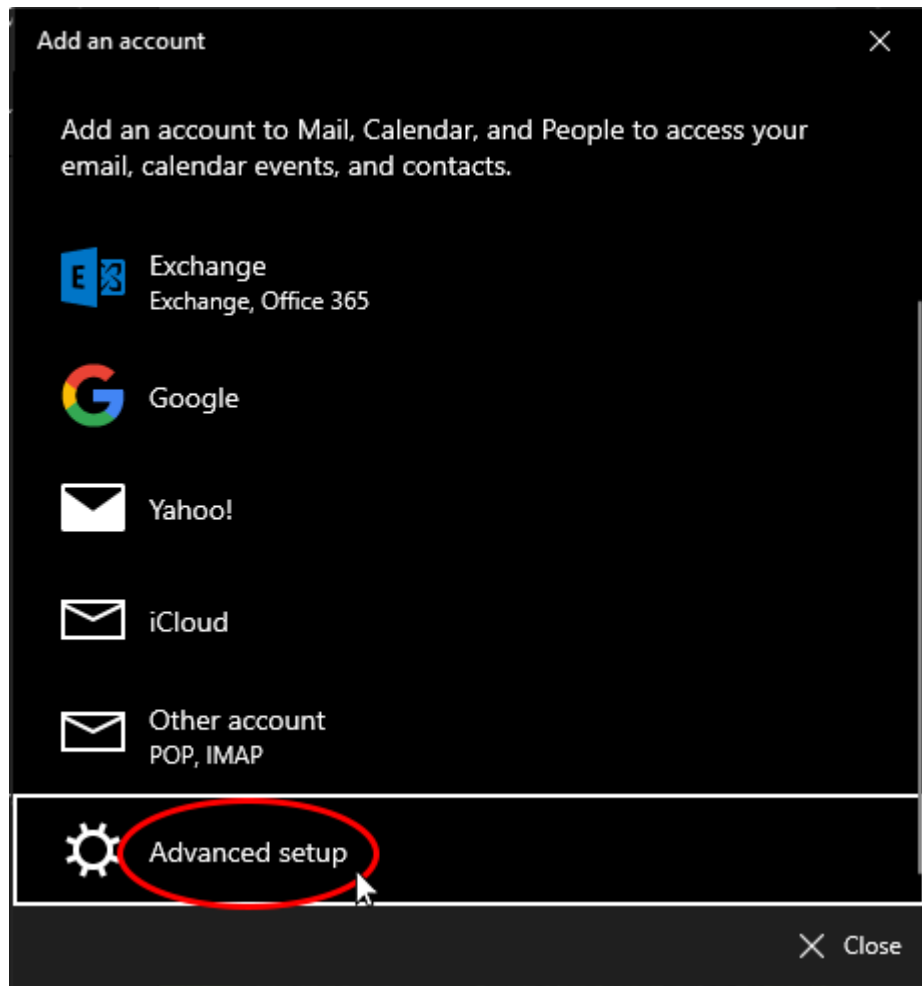 Add an account
Add an account to Mail, Calendar, and People to access your
email, calendar events, and contacts.
E
Exchange
Exchange, Office 365
G
Google
Yahoo!
iCloud
Other account
POP, IMAP
Advanced setup
Close